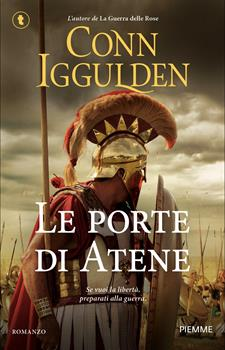 L'autore de La Guerra delle Rose
CONN
IGGULDEN
LE PORTE
DI ATENE
Se vuoi la libertà,
preparati alla guerra.
ROMANZO
PIEMME